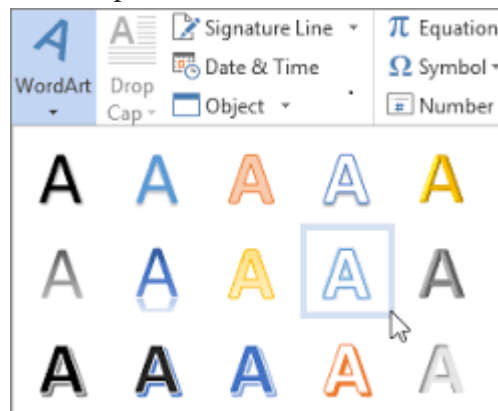 WordArt
Drop
Cap
Signature Line
Date & Time
Object
π Equation
Ω Symbol
# Number
A A A A A
A A A A A
A A A A A